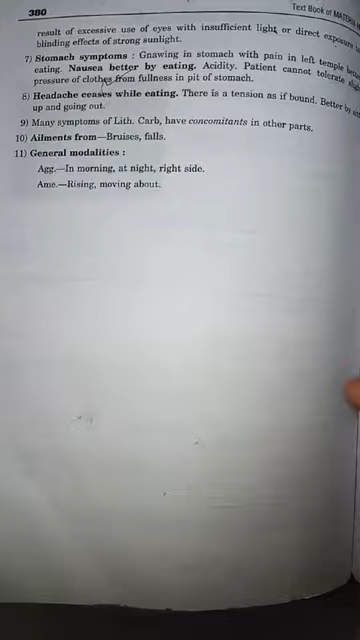 380
Text Book of MATERIA
result of excessive use of eyes with insufficient light or direct exposure to
blinding effects of strong sunlight.
7) Stomach symptoms : Gnawing in stomach with pain in left temple better
eating. Nausea better by eating. Acidity. Patient cannot tolerate slight
pressure of clothes from fullness in pit of stomach.
8) Headache ceases while eating. There is a tension as if bound. Better by
up and going out.
9) Many symptoms of Lith. Carb, have concomitants in other parts.
10) Ailments from—Bruises, falls.
11) General modalities :
Agg.—In morning, at night, right side.
Ame.—Rising, moving about.